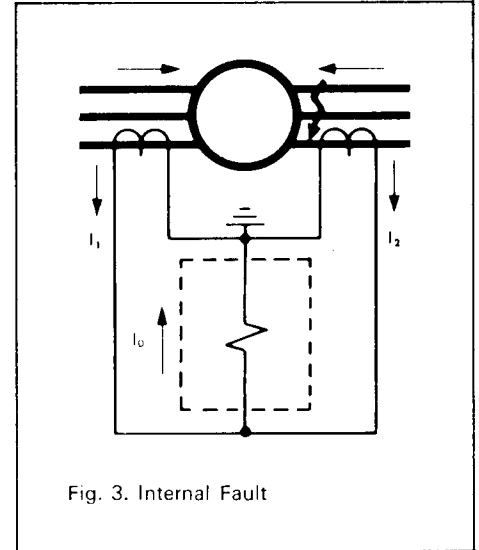 I₁
I₂
I₀
Fig. 3. Internal Fault